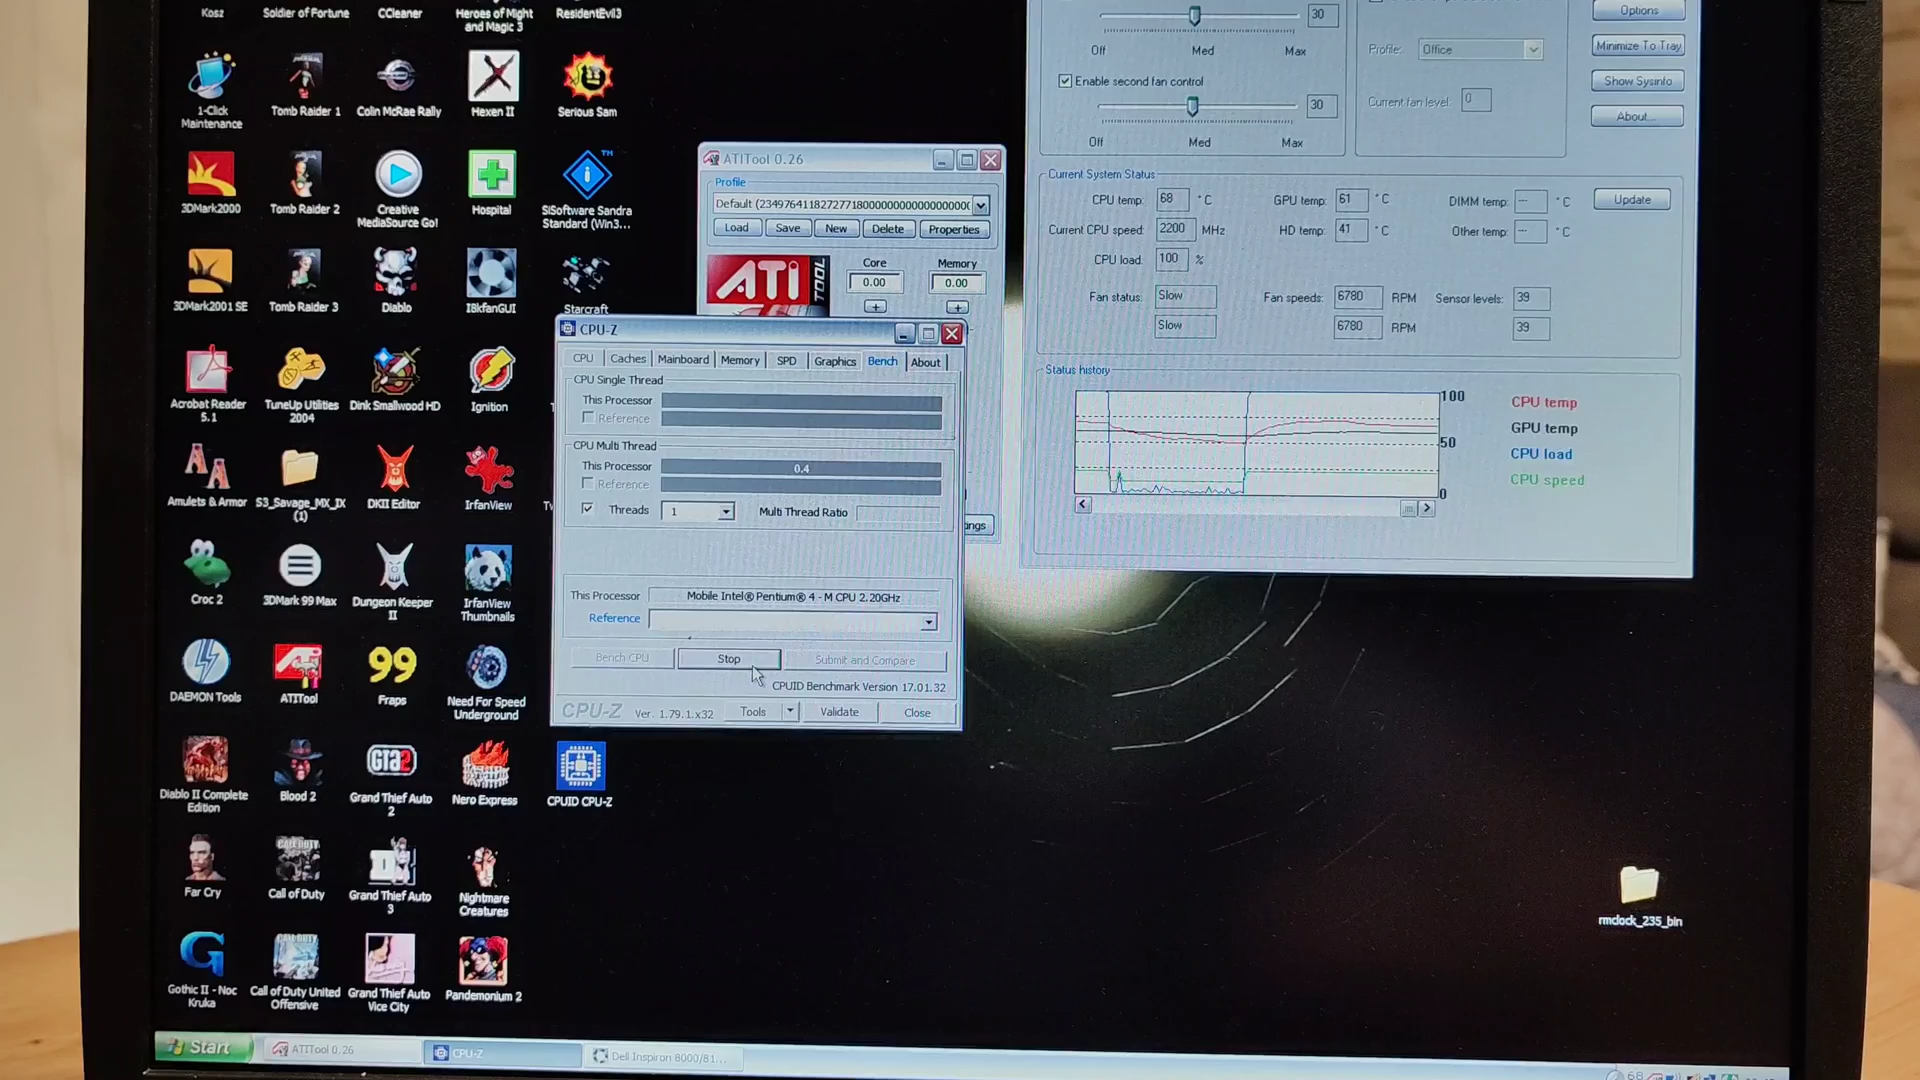 Kosz
Soldier of Fortune
CCleaner
Heroes of Might
and Magic 3
ResidentEvil3
1-Click
Maintenance
Tomb Raider 1
Colin McRae Rally
Hexen II
Serious Sam
3DMark2000
Tomb Raider 2
Creative
MediaSource Go!
Hospital
SiSoftware Sandra
Standard (Win3...
3DMark2001 SE
Tomb Raider 3
Diablo
I8kfanGUI
Starcraft
Acrobat Reader
5.1
TuneUp Utilities
2004
Dink Smallwood HD
Ignition
Amulets & Armor
S3_Savage_MX_IX
(1)
DKII Editor
IrfanView
Croc 2
3DMark 99 Max
Dungeon Keeper
II
IrfanView
Thumbnails
DAEMON Tools
ATITool
99
Fraps
Need For Speed
Underground
Diablo II Complete
Edition
Blood 2
GTA2
Grand Thief Auto
2
Nero Express
CPUID CPU-Z
Far Cry
Call of Duty
Grand Thief Auto
3
Nightmare
Creatures
Gothic II - Noc
Kruka
Call of Duty United
Offensive
Grand Thief Auto
Vice City
Pandemonium 2
rmclock_235_bin
ATITool 0.26
Profile
Default (2349764118272771800000000000000000(
Load Save New Delete Properties
ATI TOOL
Core Memory
0.00 0.00
+ +
ings
CPU-Z
CPU Caches Mainboard Memory SPD Graphics Bench About
CPU Single Thread
This Processor
Reference
CPU Multi Thread
This Processor 0.4
Reference
Threads 1 Multi Thread Ratio
This Processor Mobile Intel® Pentium® 4 - M CPU 2.20GHz
Reference
Bench CPU Stop Submit and Compare
CPUID Benchmark Version 17.01.32
CPU-Z Ver. 1.79.1.x32 Tools Validate Close
30
Off Med Max
Enable second fan control
30
Off Med Max
Profile: Office
Current fan level: 0
Options
Minimize To Tray
Show Sysinfo
About...
Current System Status
CPU temp: 68 °C GPU temp: 61 °C DIMM temp: --- °C Update
Current CPU speed: 2200 MHz HD temp: 41 °C Other temp: --- °C
CPU load: 100 %
Fan status: Slow Fan speeds: 6780 RPM Sensor levels: 39
Slow 6780 RPM 39
Status history
100
50
0
CPU temp
GPU temp
CPU load
CPU speed
Start
ATITool 0.26
CPU-Z
Dell Inspiron 8000/81...
68